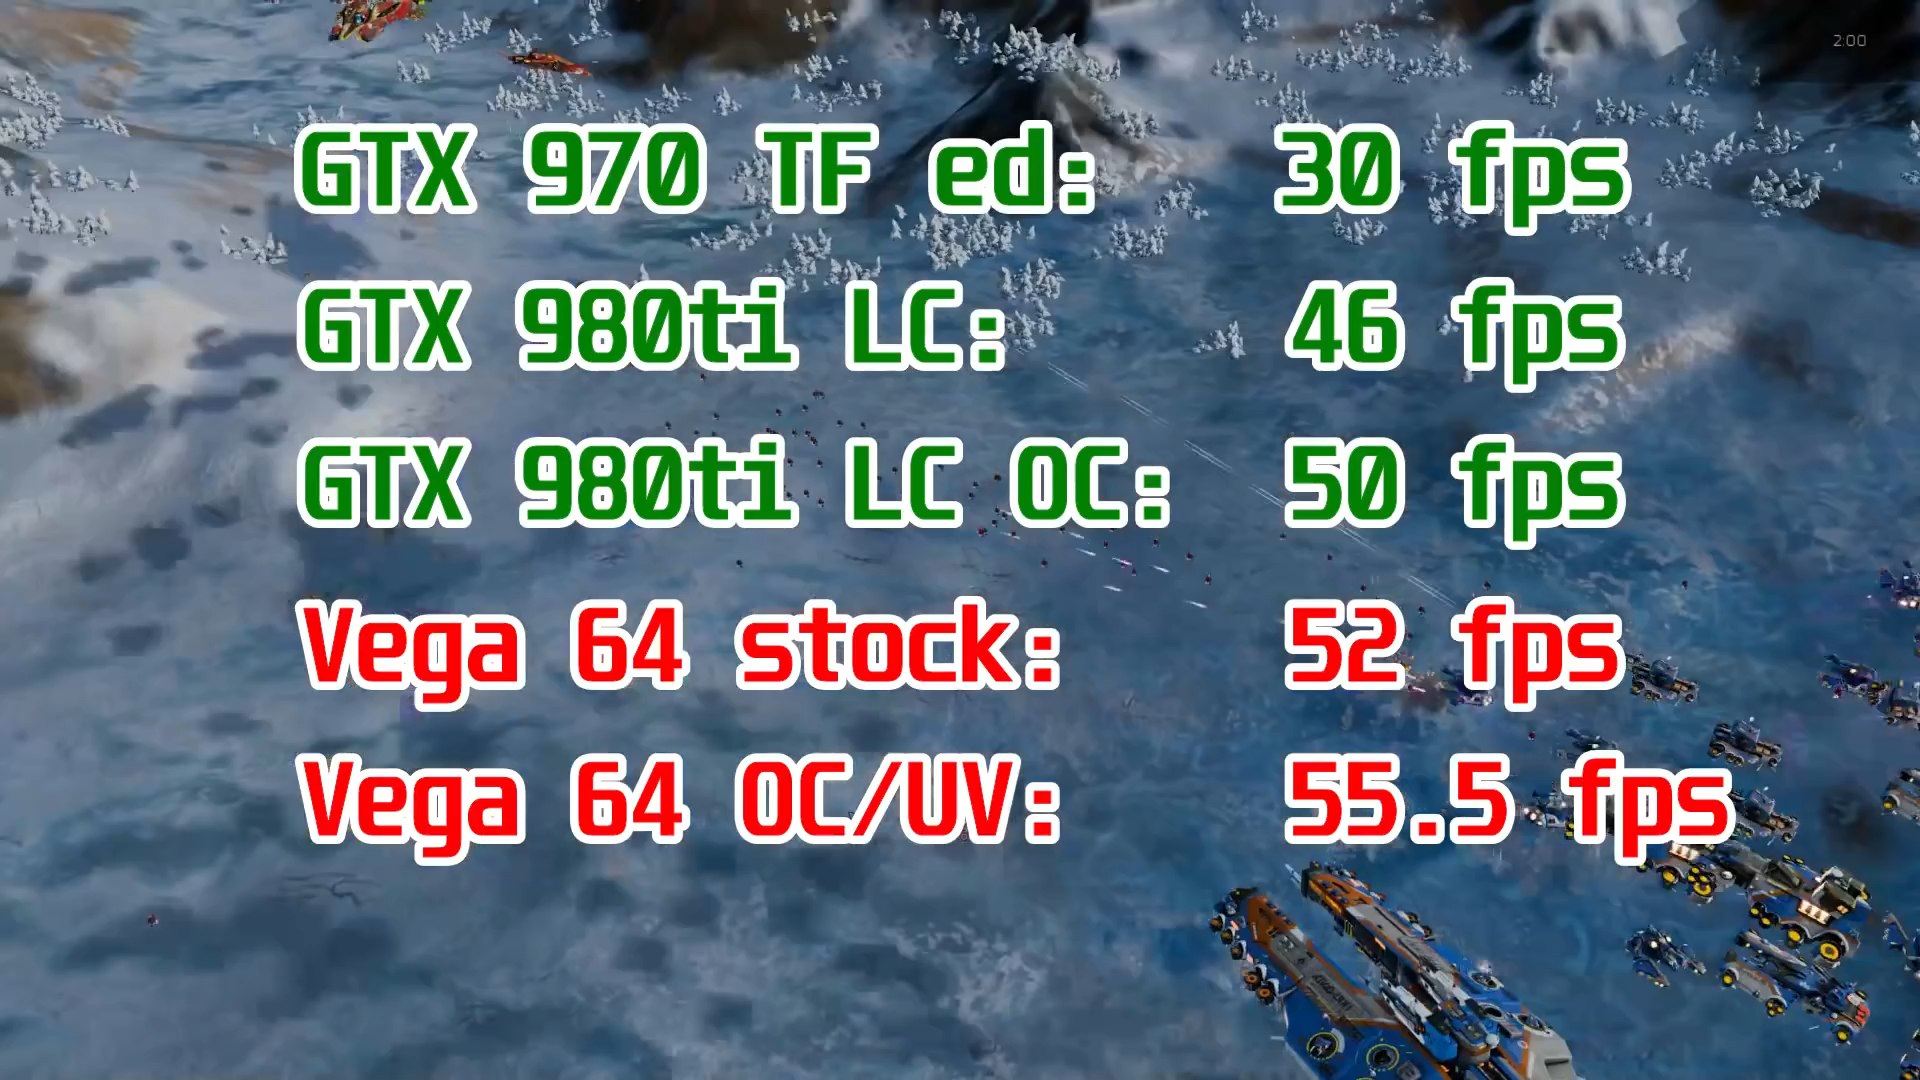 2:00
GTX 970 TF ed: 30 fps
GTX 980ti LC: 46 fps
GTX 980ti LC OC: 50 fps
Vega 64 stock: 52 fps
Vega 64 OC/UV: 55.5 fps